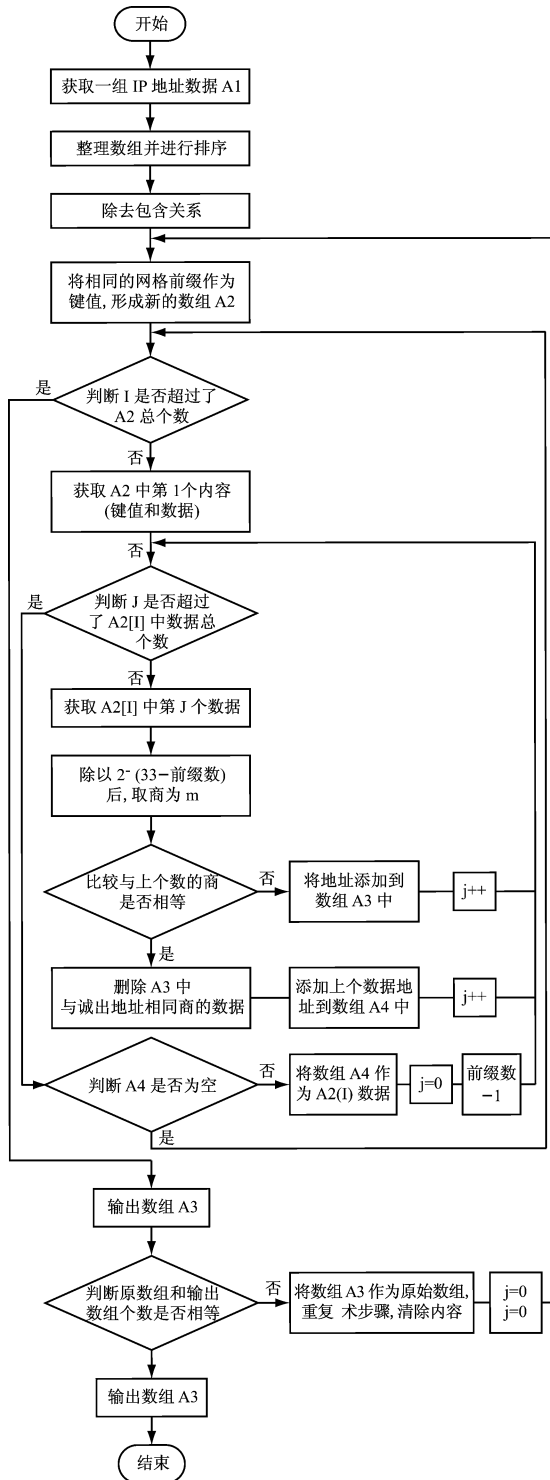 开始
获取一组 IP 地址数据 A1
整理数组并进行排序
除去包含关系
将相同的网格前缀作为
键值,形成新的数组 A2
是
判断 I 是否超过了
A2 总个数
否
获取 A2 中第 1个内容
(键值和数据)
否
是
判断 J 是否超过
了 A2[I] 中数据总
个数
否
获取 A2[I] 中第 J 个数据
除以 2- (33−前缀数)
后, 取商为 m
比较与上个数的商
是否相等
否
将地址添加到
数组 A3 中
j++
是
删除 A3 中
与诚出地址相同商的数据
添加上个数据地
址到数组 A4 中
j++
判断 A4 是否为空
否
将数组 A4 作
为 A2(I) 数据
j=0
前缀数
−1
是
输出数组 A3
判断原数组和输出
数组个数是否相等
否
将数组 A3 作为原始数组,
重复 术步骤,清除内容
j=0
j=0
输出数组 A3
结束